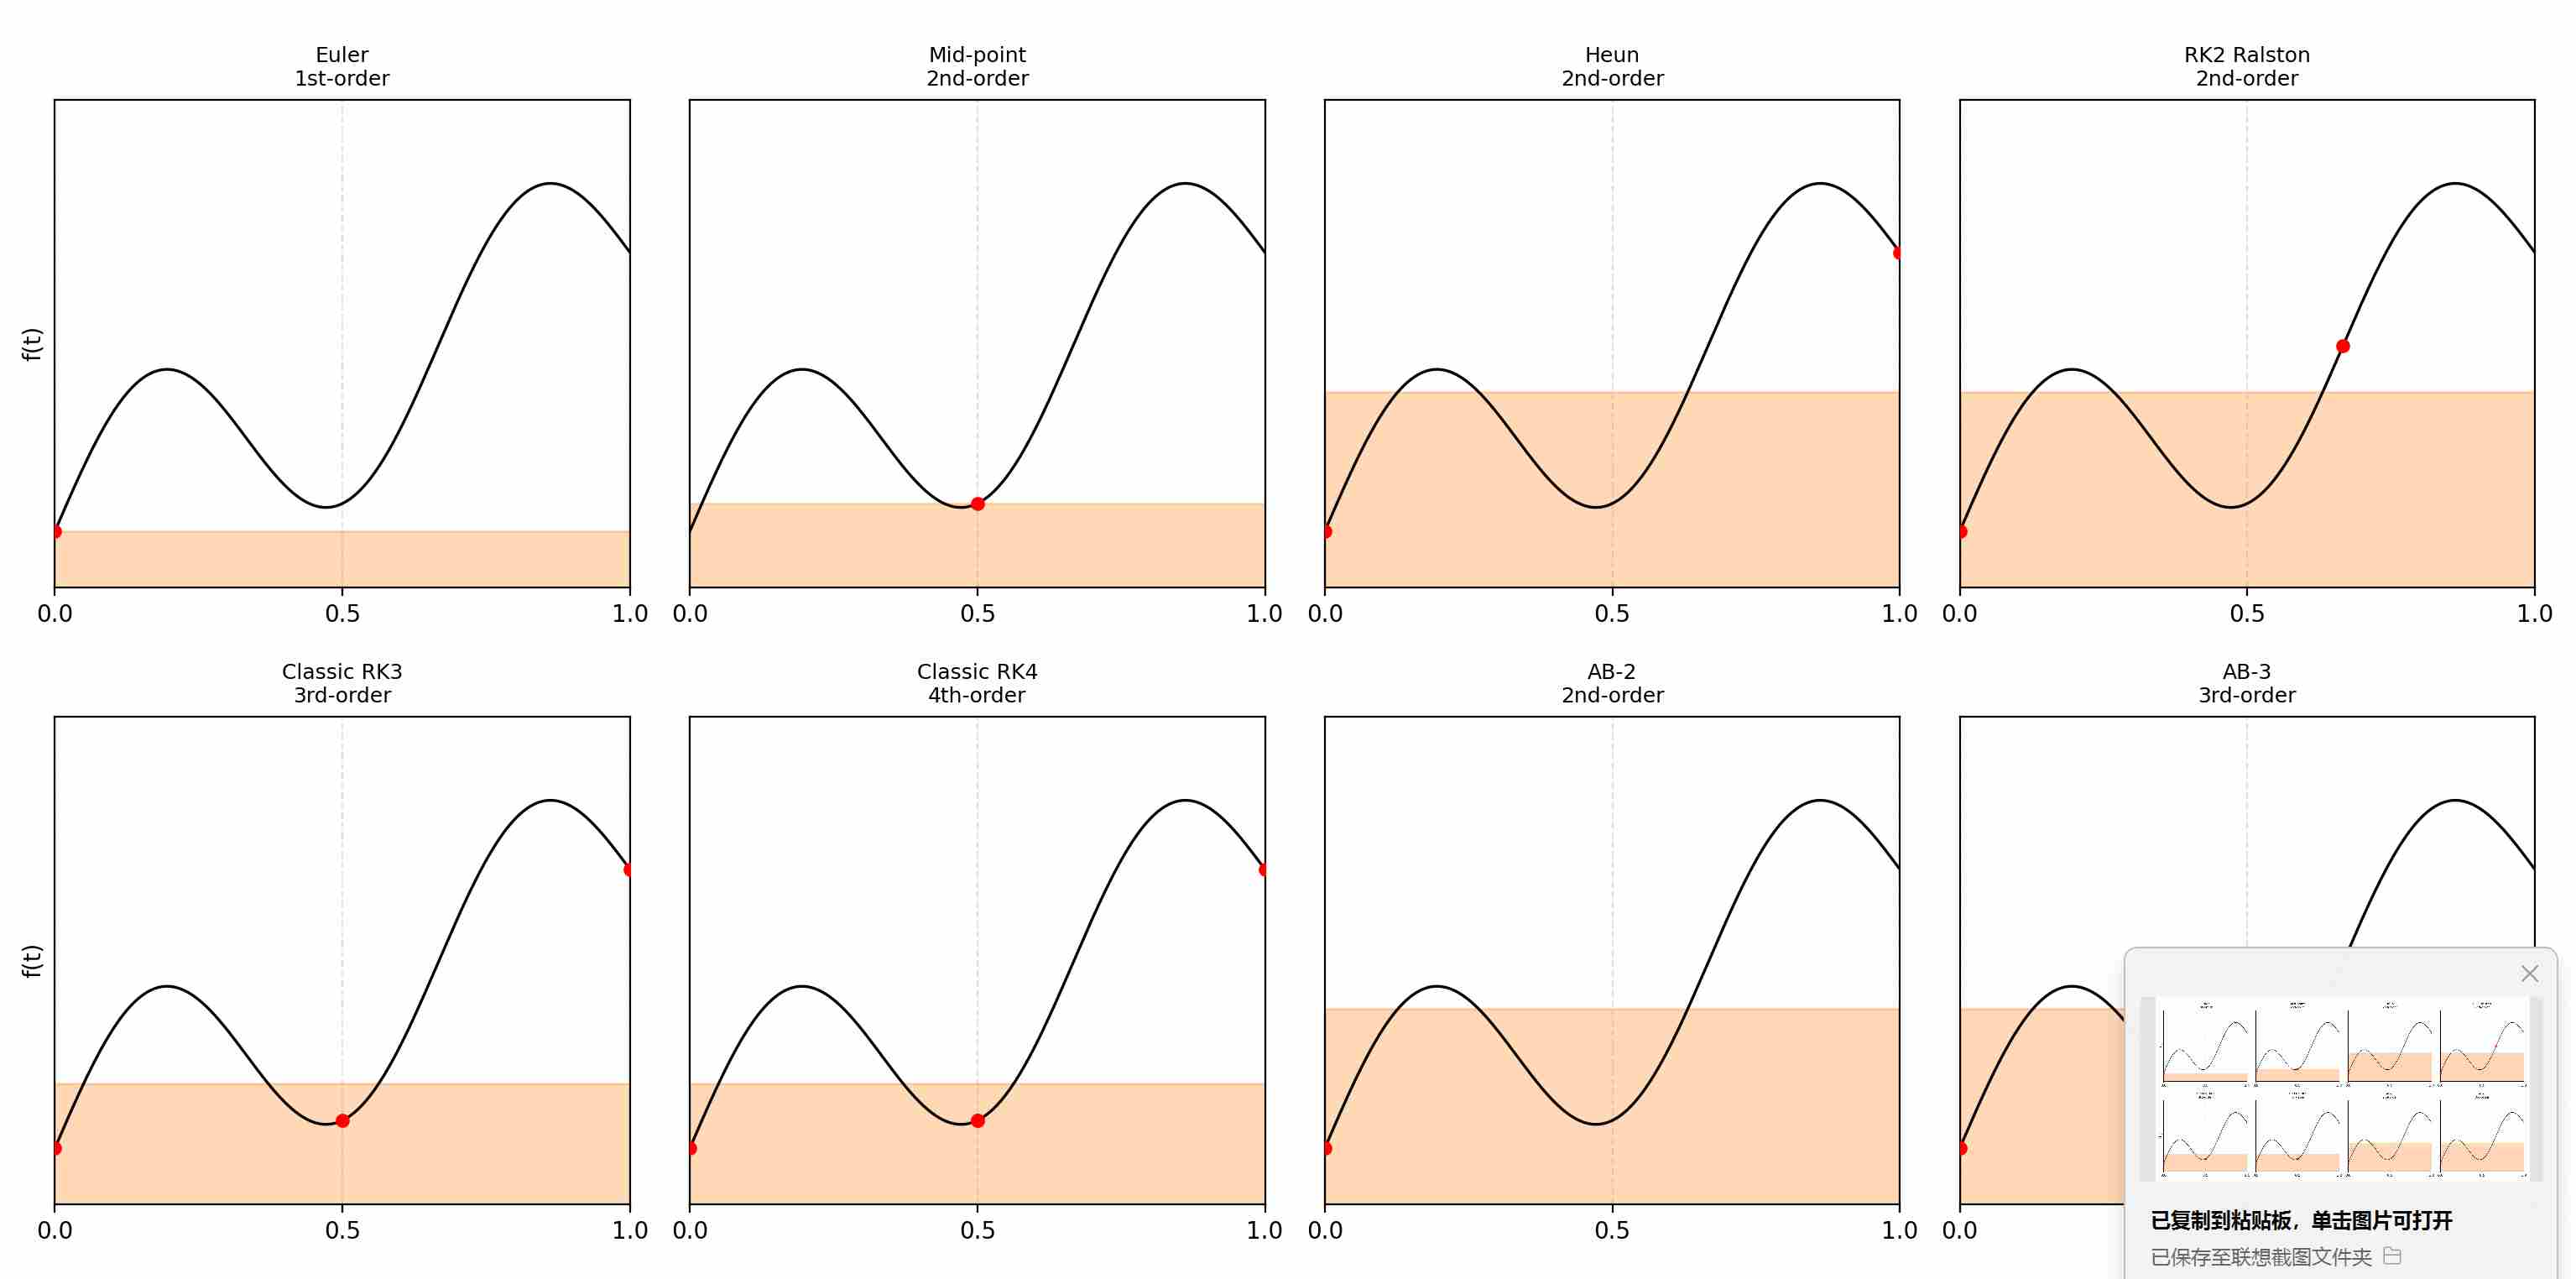 Euler
1st-order
Mid-point
2nd-order
Heun
2nd-order
RK2 Ralston
2nd-order
f(t)
0.0
0.5
1.0
0.0
0.5
1.0
0.0
0.5
1.0
0.0
0.5
1.0
Classic RK3
3rd-order
Classic RK4
4th-order
AB-2
2nd-order
AB-3
3rd-order
f(t)
0.0
0.5
1.0
0.0
0.5
1.0
0.0
0.5
1.0
0.0
已复制到粘贴板，单击图片可打开
已保存至联想截图文件夹